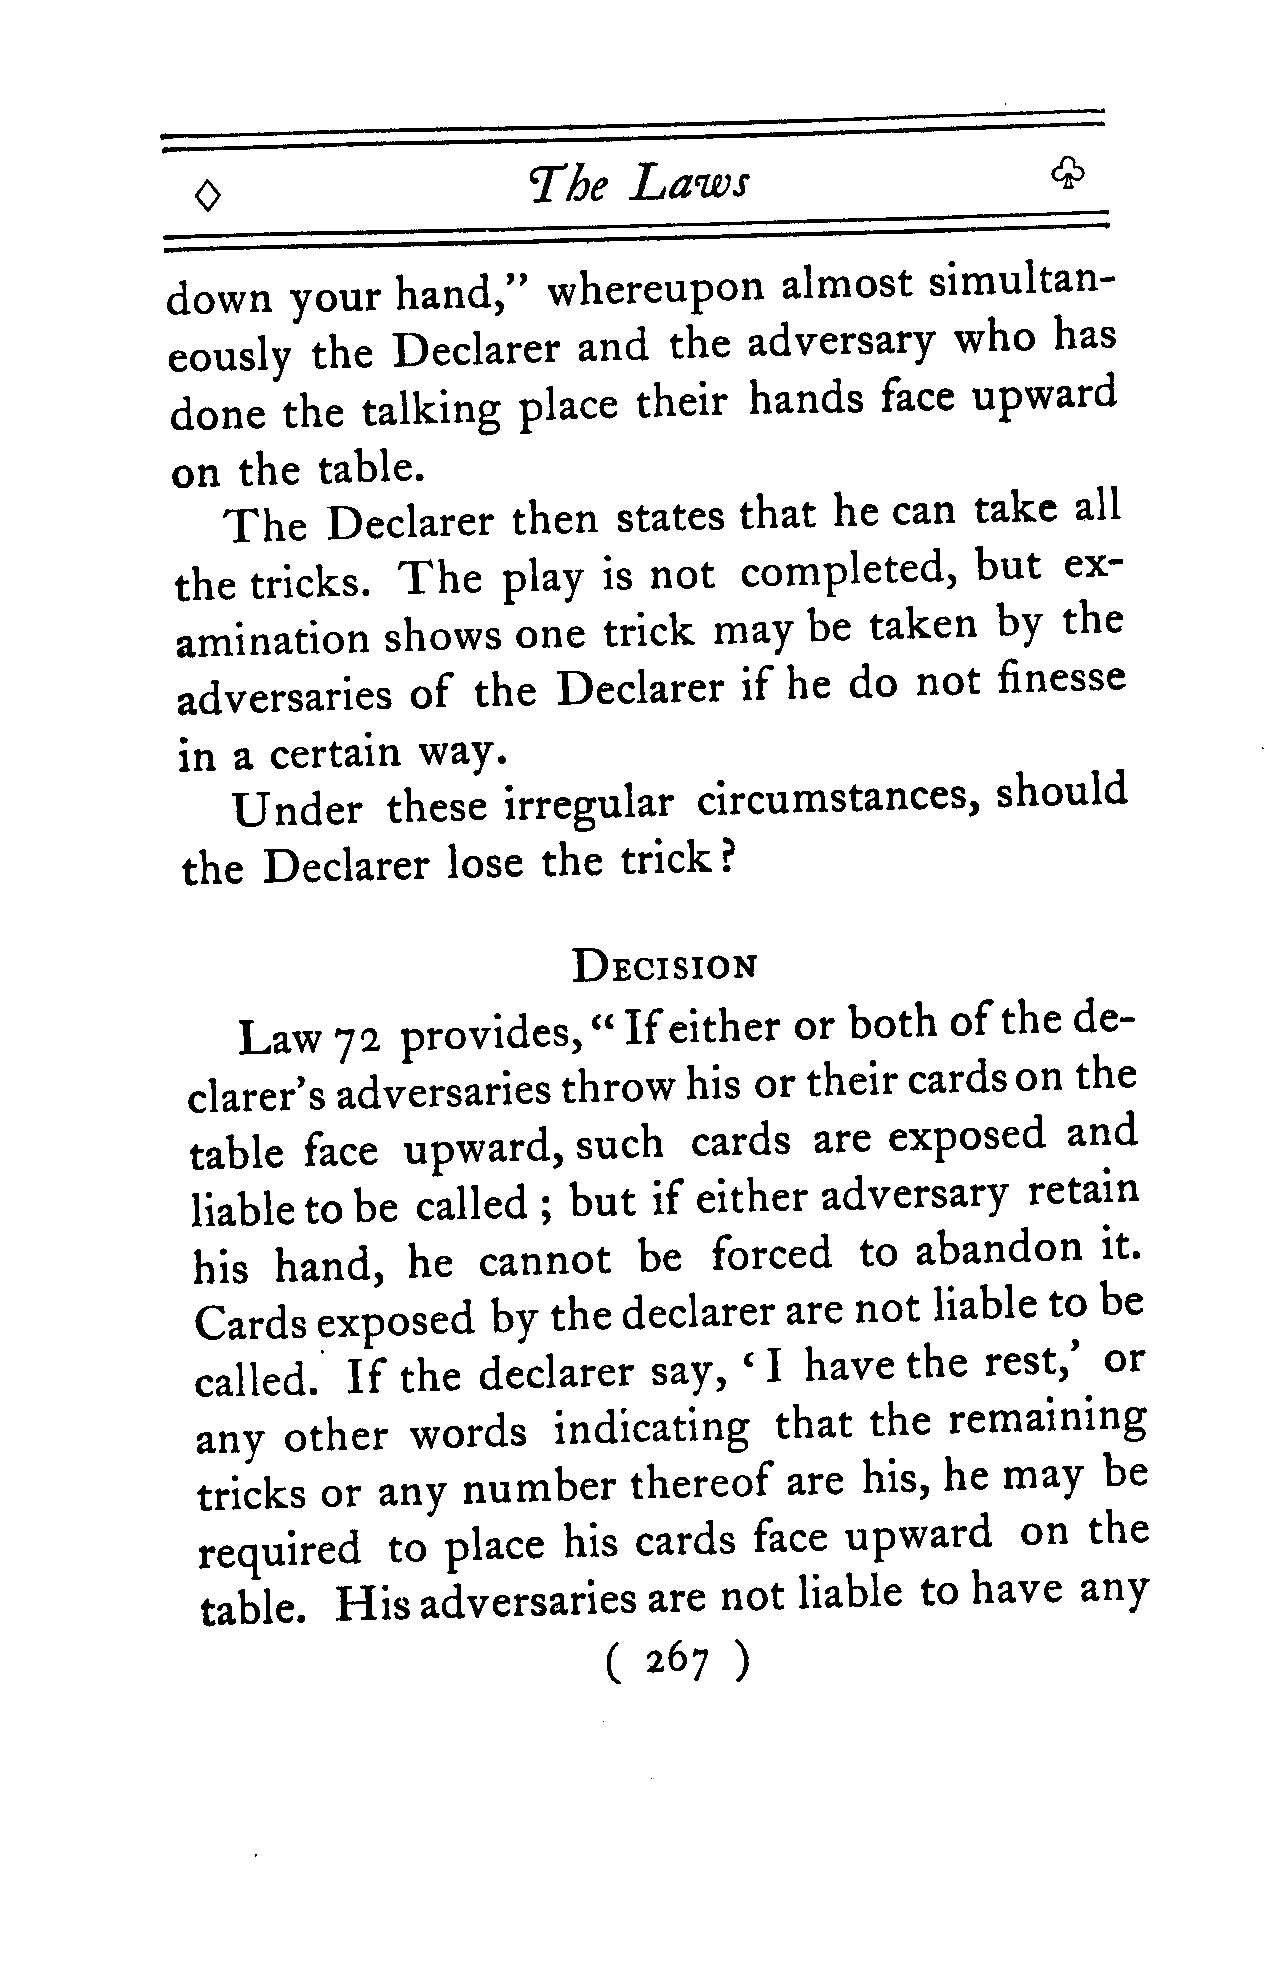 ◇ The Laws ♧
down your hand,” whereupon almost simultan-
eously the Declarer and the adversary who has
done the talking place their hands face upward
on the table.
The Declarer then states that he can take all
the tricks. The play is not completed, but ex-
amination shows one trick may be taken by the
adversaries of the Declarer if he do not finesse
in a certain way.
Under these irregular circumstances, should
the Declarer lose the trick?
DECISION
Law 72 provides, “If either or both of the de-
clarer’s adversaries throw his or their cards on the
table face upward, such cards are exposed and
liable to be called; but if either adversary retain
his hand, he cannot be forced to abandon it.
Cards exposed by the declarer are not liable to be
called. If the declarer say, ‘I have the rest,’ or
any other words indicating that the remaining
tricks or any number thereof are his, he may be
required to place his cards face upward on the
table. His adversaries are not liable to have any
( 267 )